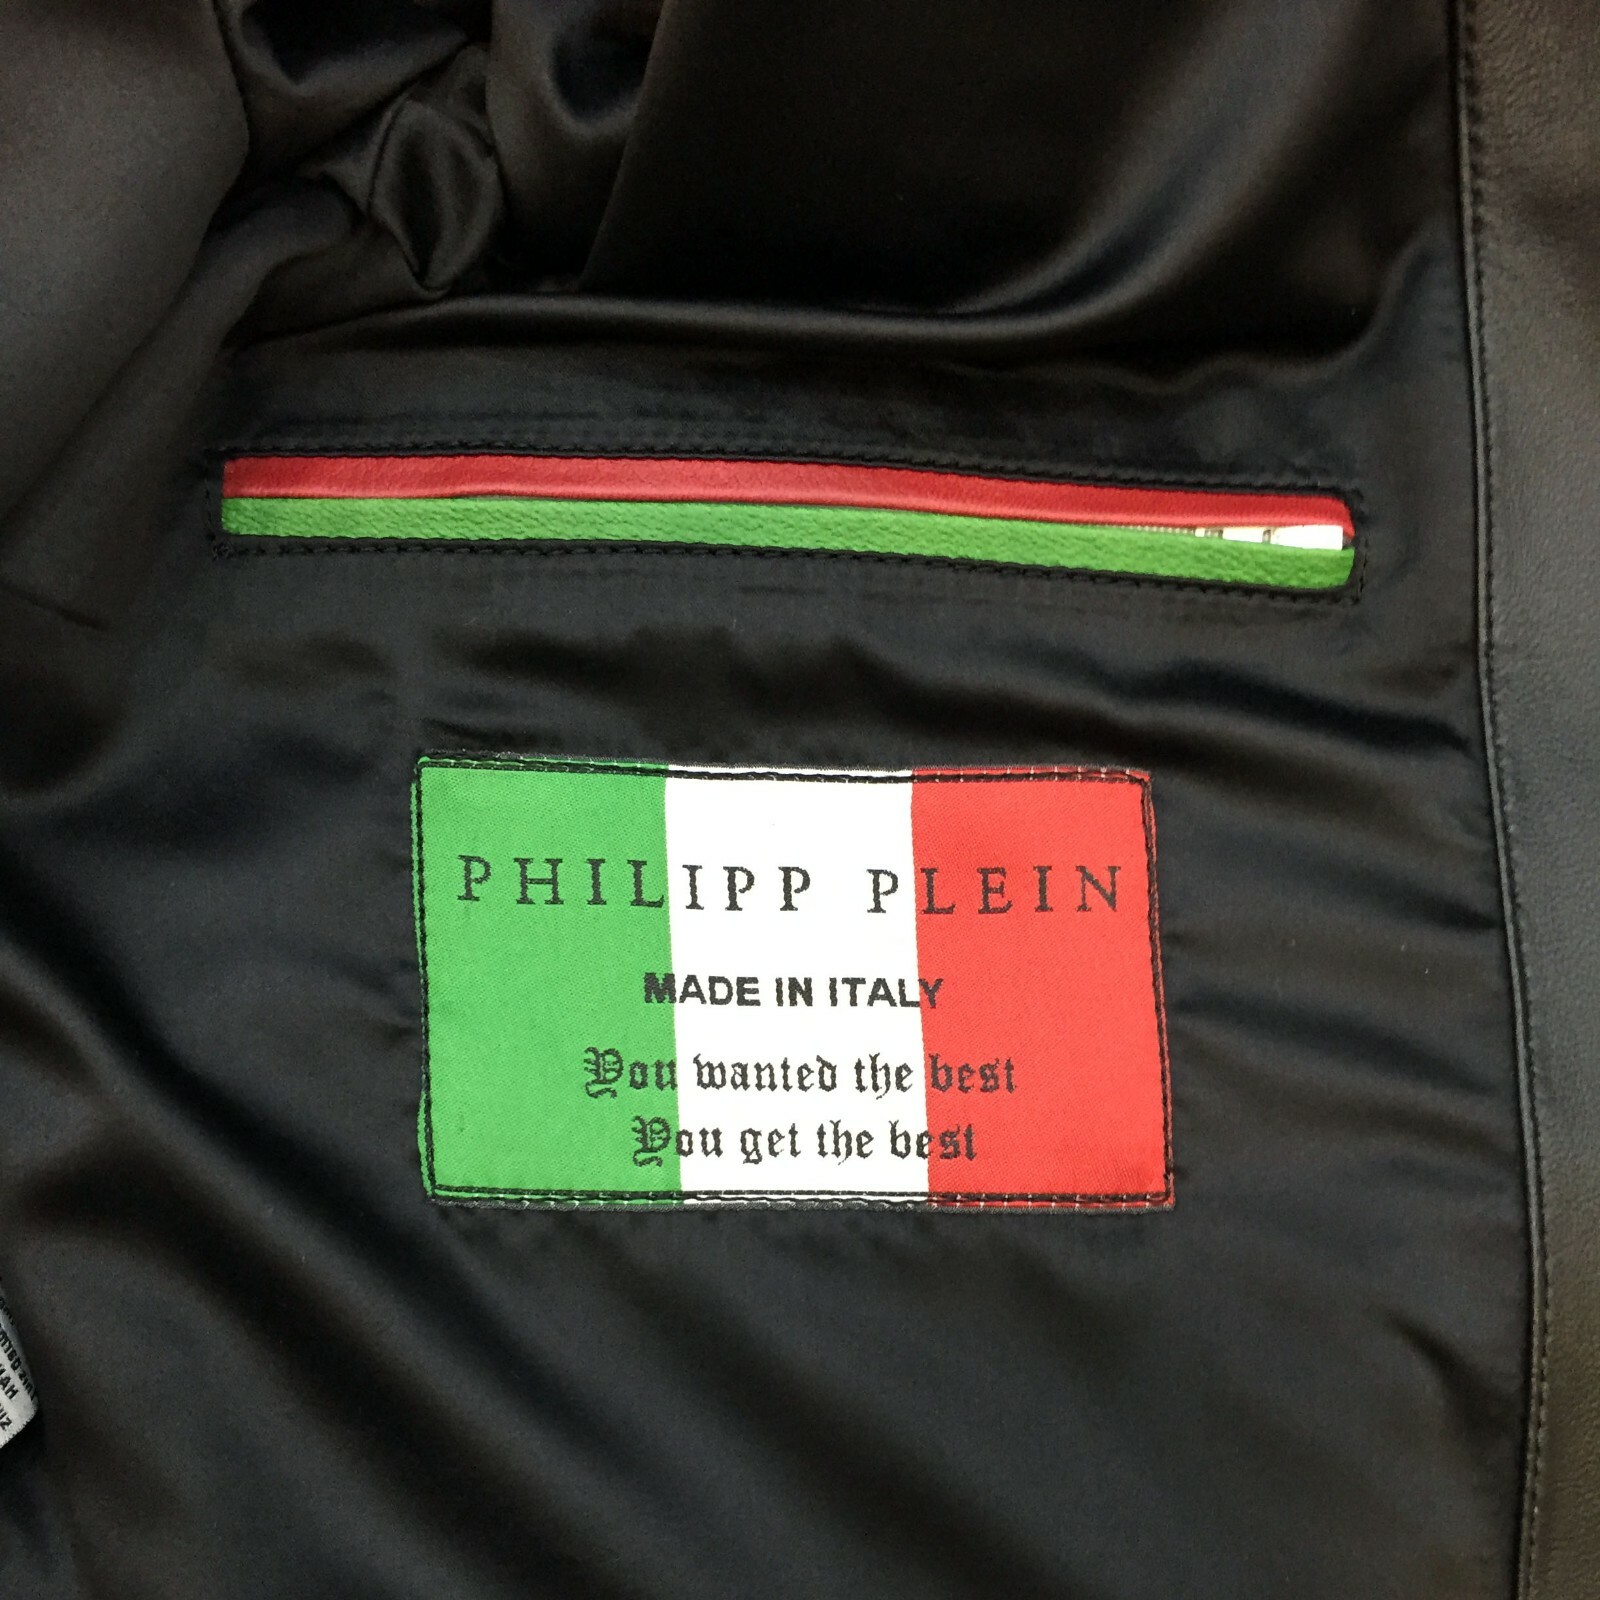 PHILIPP PLEIN
MADE IN ITALY
You wanted the best
You get the best